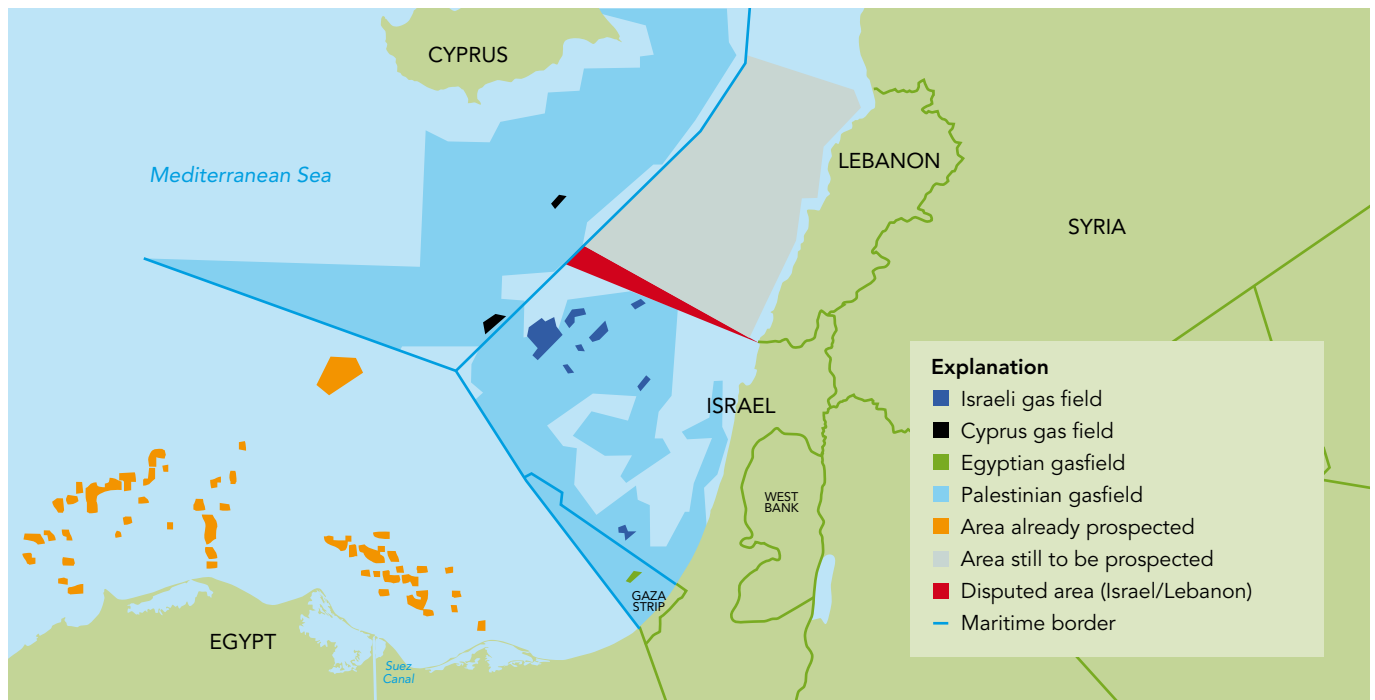 CYPRUS
Mediterranean Sea
LEBANON
SYRIA
ISRAEL
WEST
BANK
GAZA
STRIP
EGYPT
Suez
Canal
Explanation
Israeli gas field
Cyprus gas field
Egyptian gasfield
Palestinian gasfield
Area already prospected
Area still to be prospected
Disputed area (Israel/Lebanon)
Maritime border